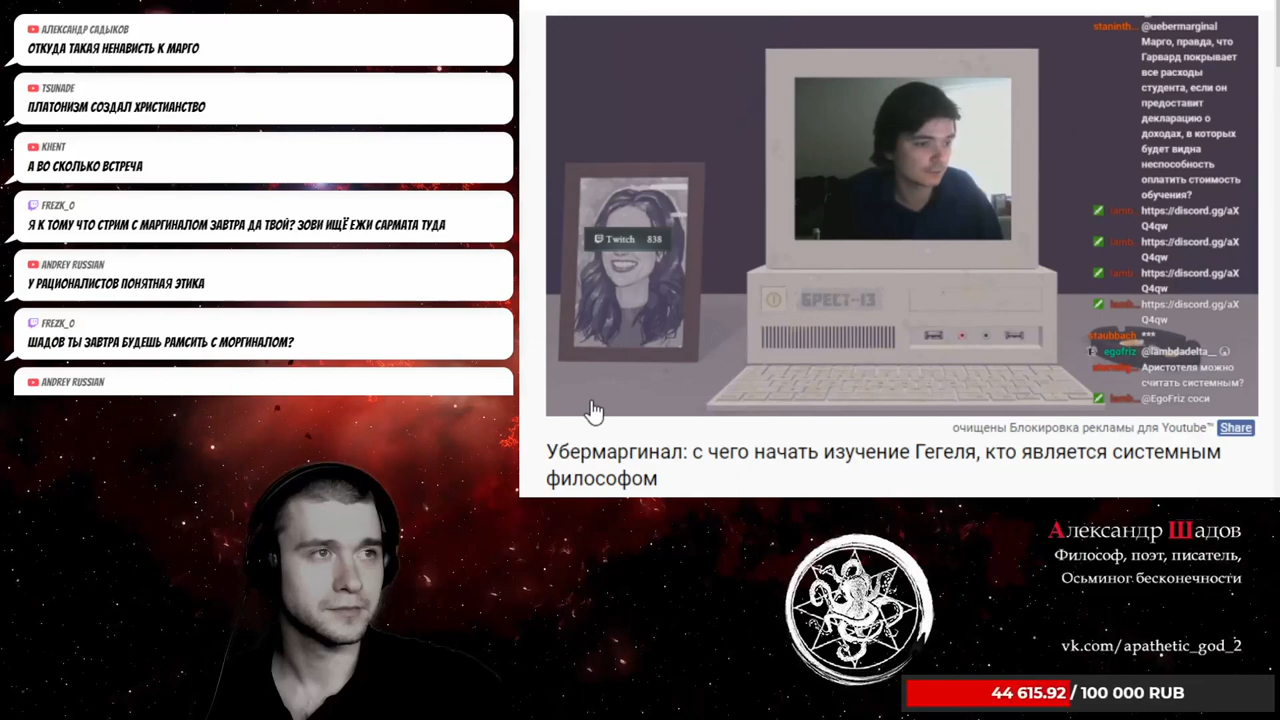 АЛЕКСАНДР САДЫКОВ
ОТКУДА ТАКАЯ НЕНАВИСТЬ К МАРГО
TSUNADE
ПЛАТОНИЗМ СОЗДАЛ ХРИСТИАНСТВО
KHENT
А ВО СКОЛЬКО ВСТРЕЧА
FREZK_O
Я К ТОМУ ЧТО СТРИМ С МАРГИНАЛОМ ЗАВТРА ДА ТВОЙ? ЗОВИ ИЩЁ ЕЖИ САРМАТА ТУДА
ANDREY RUSSIAN
У РАЦИОНАЛИСТОВ ПОНЯТНАЯ ЭТИКА
FREZK_O
ШАДОВ ТЫ ЗАВТРА БУДЕШЬ РАМСИТЬ С МОРГИНАЛОМ?
ANDREY RUSSIAN
Twitch 838
БРЕСТ-13
@uebermarginal
Марго, правда, что
Гарвард покрывает
все расходы
студента, если он
предоставит
декларацию о
доходах, в которых
будет видна
неспособность
оплатить стоимость
обучения?
https://discord.gg/aX
Q4qw
https://discord.gg/aX
Q4qw
https://discord.gg/aX
Q4qw
https://discord.gg/aX
Q4qw
staubbach ***
egofriz @lambdadelta__
Аристотеля можно
считать системным?
@EgoFriz соси
очищены Блокировка рекламы для Youtube™ Share
Убермаргинал: с чего начать изучение Гегеля, кто является системным
философом
Александр Шадов
Философ, поэт, писатель,
Осьминог бесконечности
vk.com/apathetic_god_2
44 615.92 / 100 000 RUB